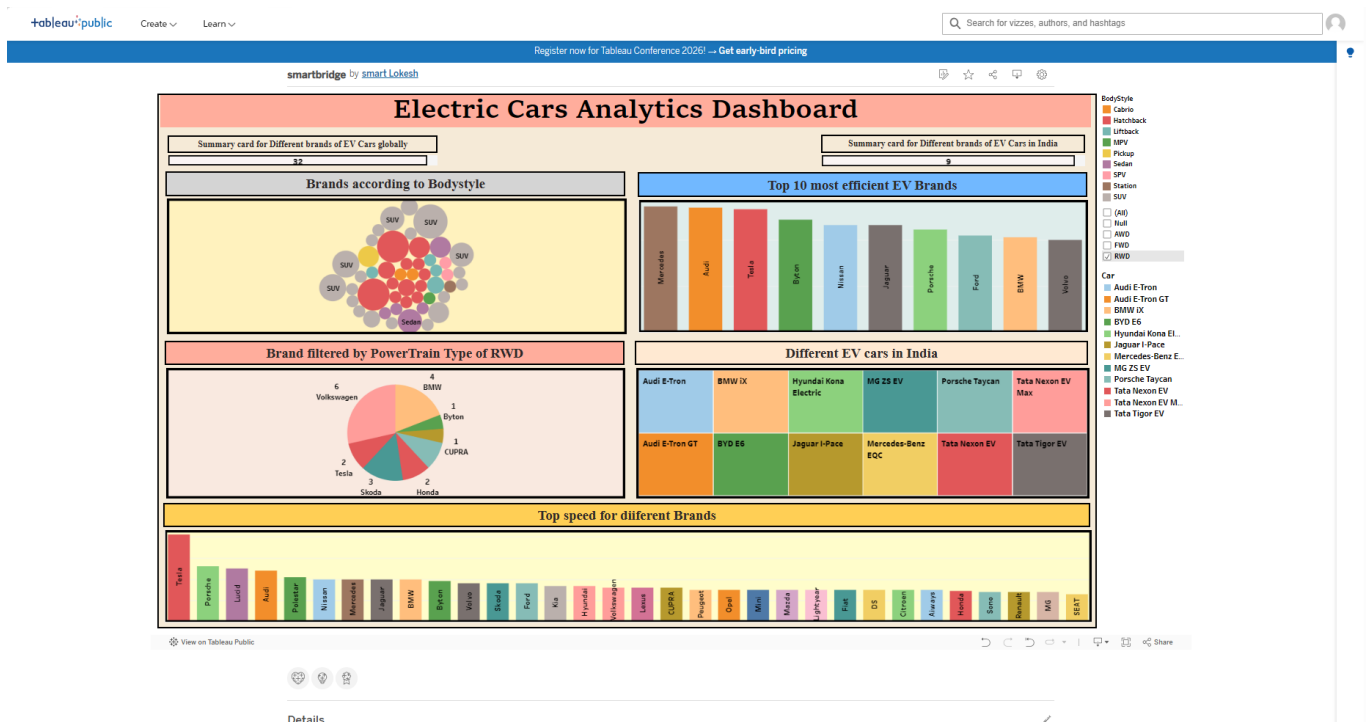 +ableau public
Create
Learn
Search for vizzes, authors, and hashtags
Register now for Tableau Conference 2026! → Get early-bird pricing
smartbridge by smart Lokesh
Electric Cars Analytics Dashboard
Summary card for Different brands of EV Cars globally
32
Summary card for Different brands of EV Cars in India
9
Brands according to Bodystyle
SUV
SUV
SUV
SUV
SUV
Sedan
Top 10 most efficient EV Brands
Mercedes
Audi
Tesla
Byton
Nissan
Jaguar
Porsche
Ford
BMW
Volvo
Brand filtered by PowerTrain Type of RWD
4
BMW
1
Byton
1
CUPRA
2
Honda
3
Skoda
2
Tesla
6
Volkswagen
Different EV cars in India
Audi E-Tron
BMW iX
Hyundai Kona
Electric
MG ZS EV
Porsche Taycan
Tata Nexon EV
Max
Audi E-Tron GT
BYD E6
Jaguar I-Pace
Mercedes-Benz
EQC
Tata Nexon EV
Tata Tigor EV
Top speed for diifferent Brands
Tesla
Porsche
Lucid
Audi
Polestar
Nissan
Mercedes
Jaguar
BMW
Byton
Volvo
Skoda
Ford
Kia
Hyundai
Volkswagen
Lexus
CUPRA
Peugeot
Opel
Mini
Mazda
Lightyear
Fiat
DS
Citroen
Aiways
Honda
Sono
Renault
MG
SEAT
BodyStyle
Cabrio
Hatchback
Liftback
MPV
Pickup
Sedan
SPV
Station
SUV
(All)
Null
AWD
FWD
RWD
Car
Audi E-Tron
Audi E-Tron GT
BMW iX
BYD E6
Hyundai Kona El...
Jaguar I-Pace
Mercedes-Benz E...
MG ZS EV
Porsche Taycan
Tata Nexon EV
Tata Nexon EV M...
Tata Tigor EV
View on Tableau Public
Share
Details